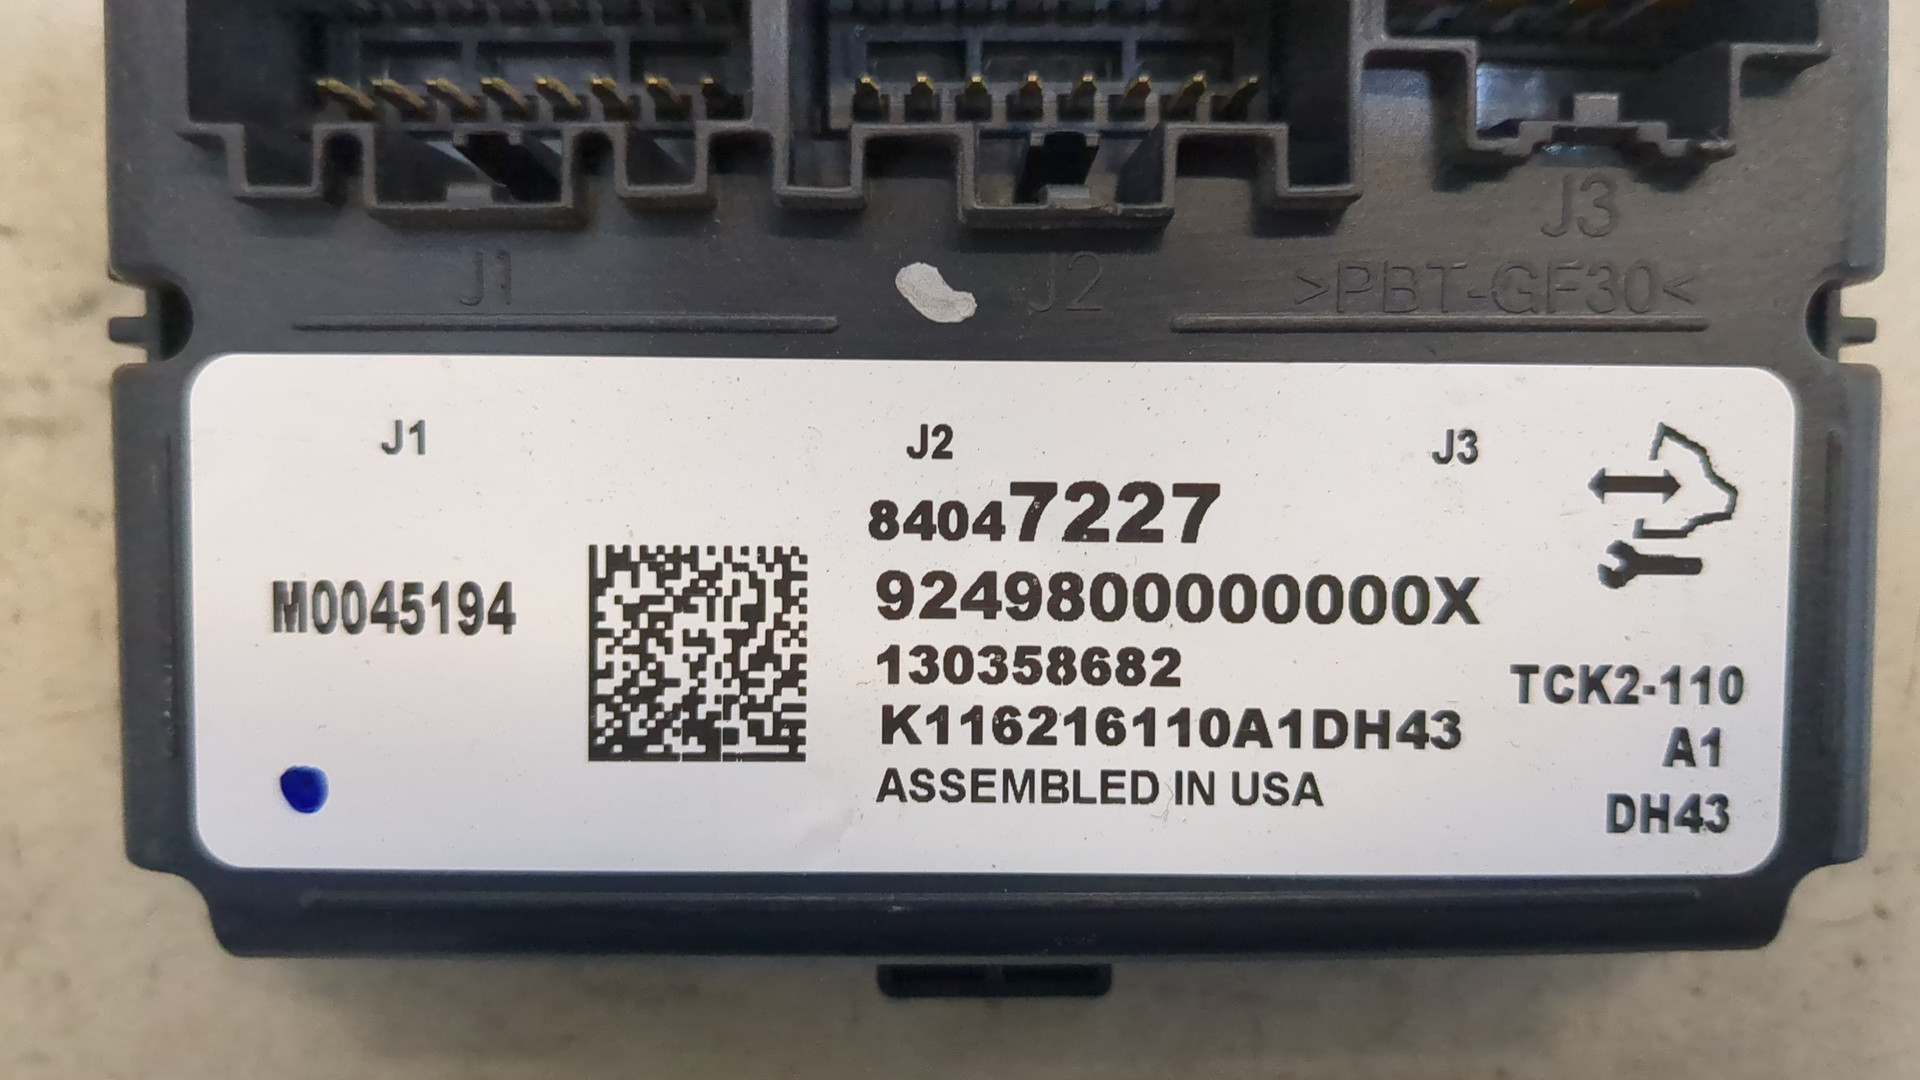 J3
J1
J2
>PBT-GF30<
J1
J2
J3
84047227
9249800000000X
M0045194
130358682
TCK2-110
K116216110A1DH43
A1
ASSEMBLED IN USA
DH43